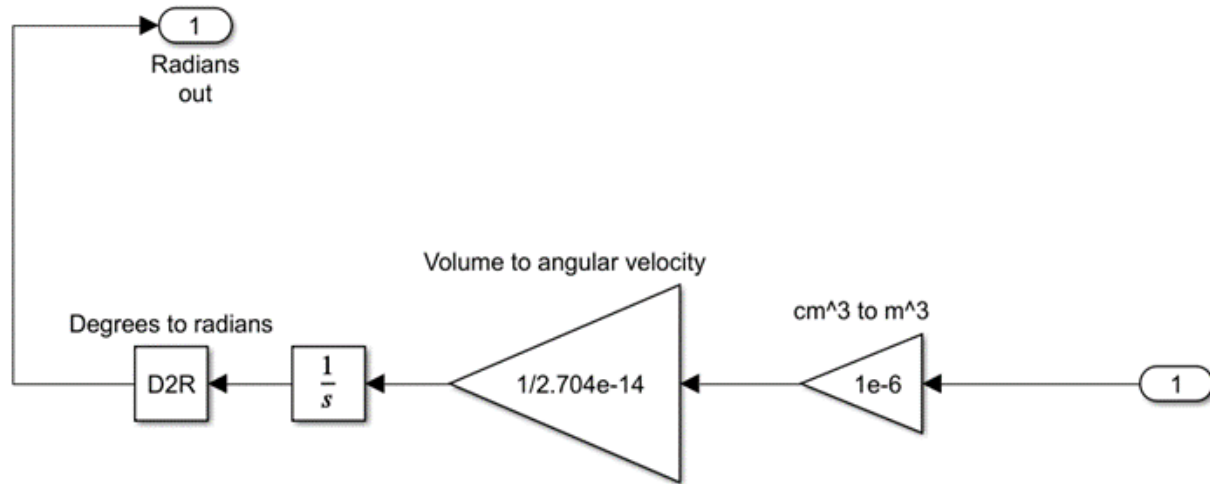 1
Radians
out
Volume to angular velocity
cm^3 to m^3
Degrees to radians
D2R
1
s
1/2.704e-14
1e-6
1